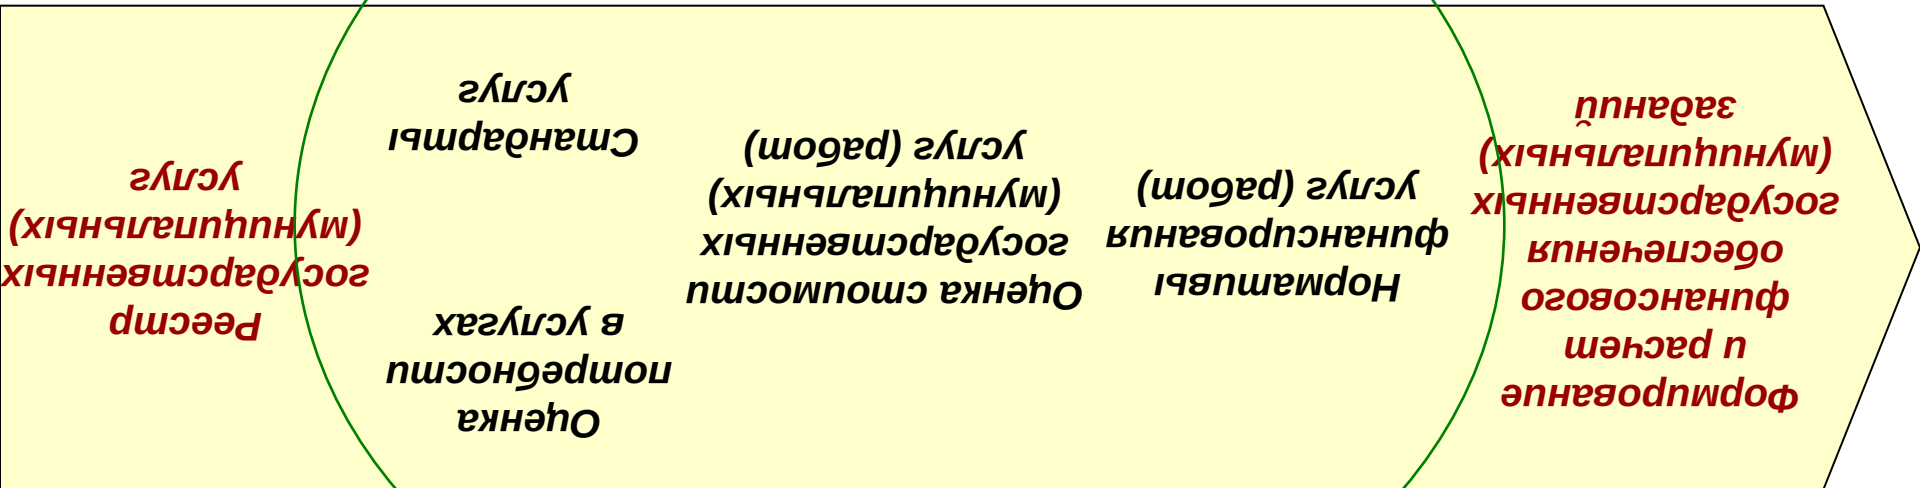 Реестр
государственных
(муниципальных)
услуг
Оценка
потребности
в услугах
Стандарты
услуг
Оценка стоимости
государственных
(муниципальных)
услуг (работ)
Нормативы
финансирования
услуг (работ)
Формирование
и расчет
финансового
обеспечения
государственных
(муниципальных)
заданий